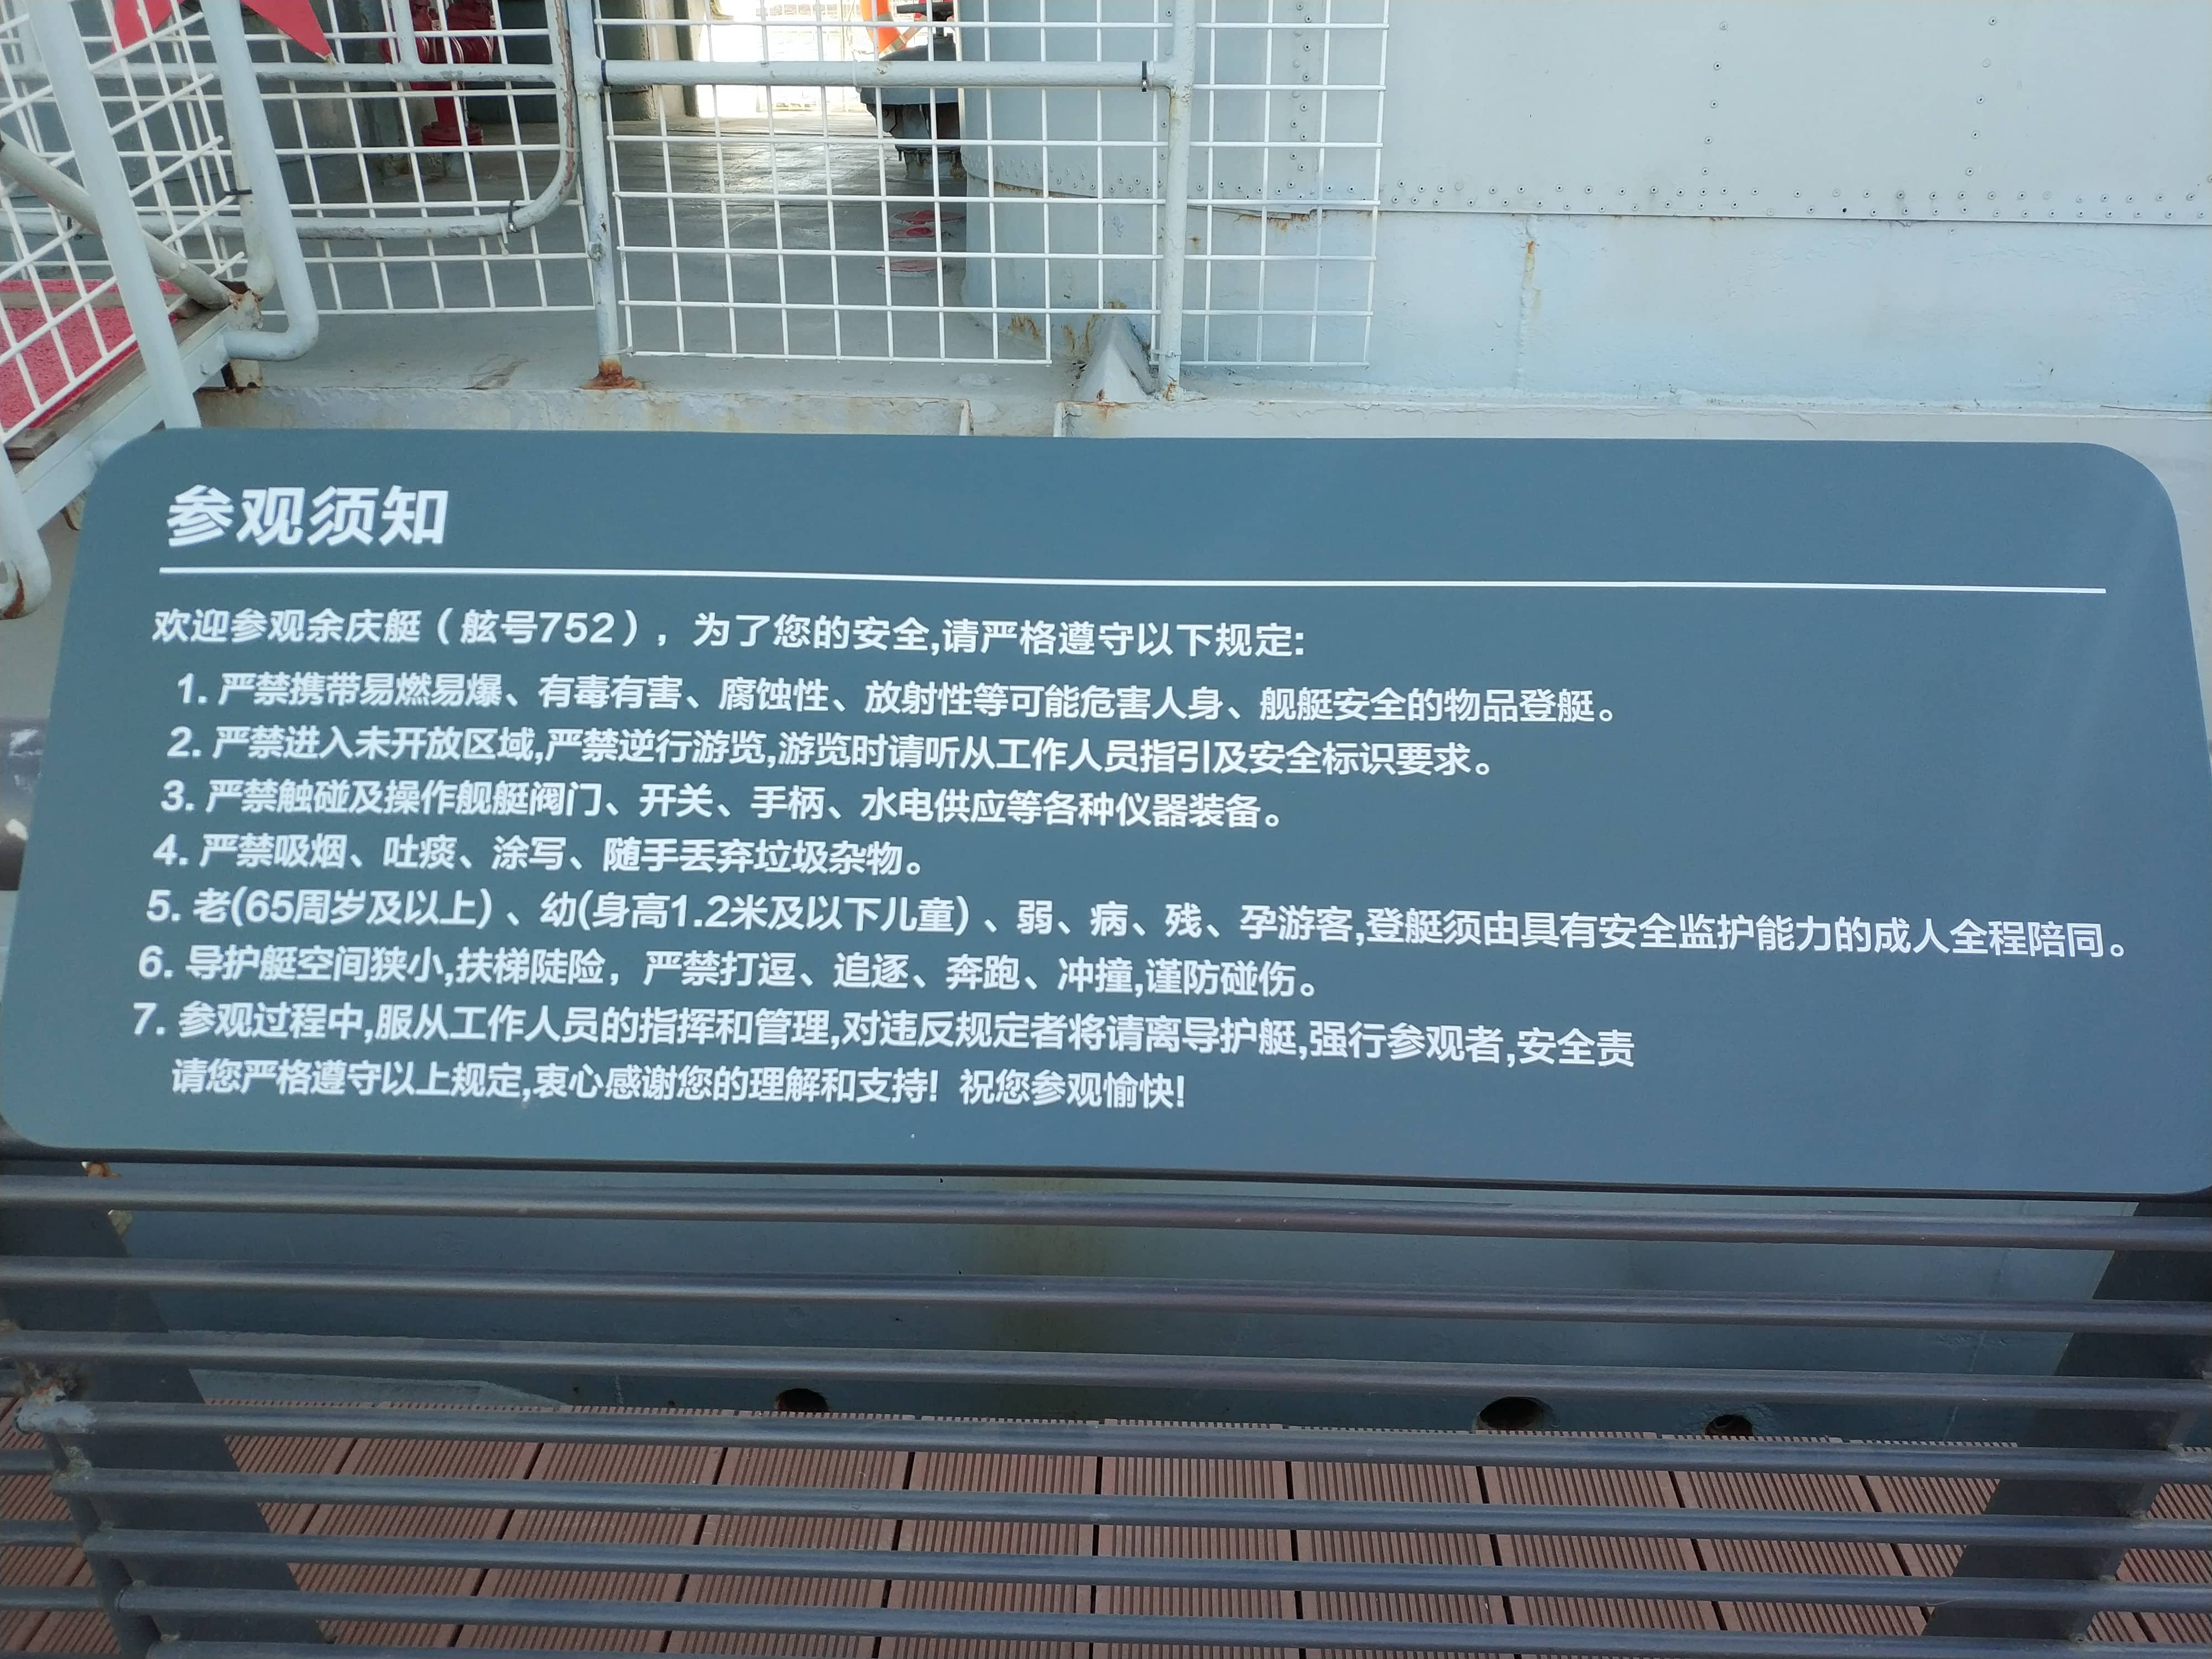 参观须知
欢迎参观余庆艇（舷号752），为了您的安全,请严格遵守以下规定:
1. 严禁携带易燃易爆、有毒有害、腐蚀性、放射性等可能危害人身、舰艇安全的物品登艇。
2. 严禁进入未开放区域,严禁逆行游览,游览时请听从工作人员指引及安全标识要求。
3. 严禁触碰及操作舰艇阀门、开关、手柄、水电供应等各种仪器装备。
4. 严禁吸烟、吐痰、涂写、随手丢弃垃圾杂物。
5. 老(65周岁及以上)、幼(身高1.2米及以下儿童)、弱、病、残、孕游客,登艇须由具有安全监护能力的成人全程陪同。
6. 导护艇空间狭小,扶梯陡险，严禁打逗、追逐、奔跑、冲撞,谨防碰伤。
7. 参观过程中,服从工作人员的指挥和管理,对违反规定者将请离导护艇,强行参观者,安全责
请您严格遵守以上规定,衷心感谢您的理解和支持！祝您参观愉快!